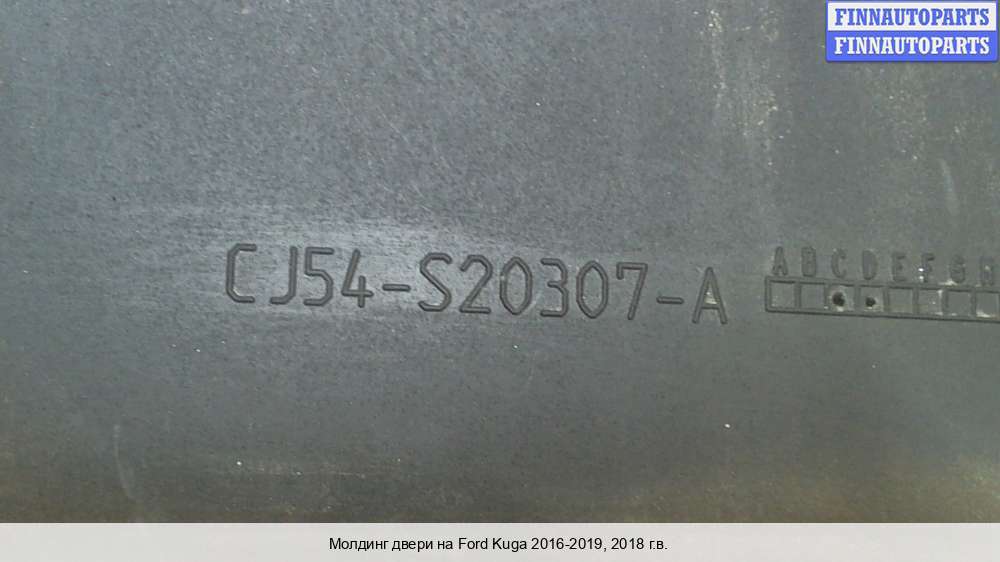 FINNAUTOPARTS
FINNAUTOPARTS
CJ54-S20307-A
A B C D E F G
Молдинг двери на Ford Kuga 2016-2019, 2018 г.в.